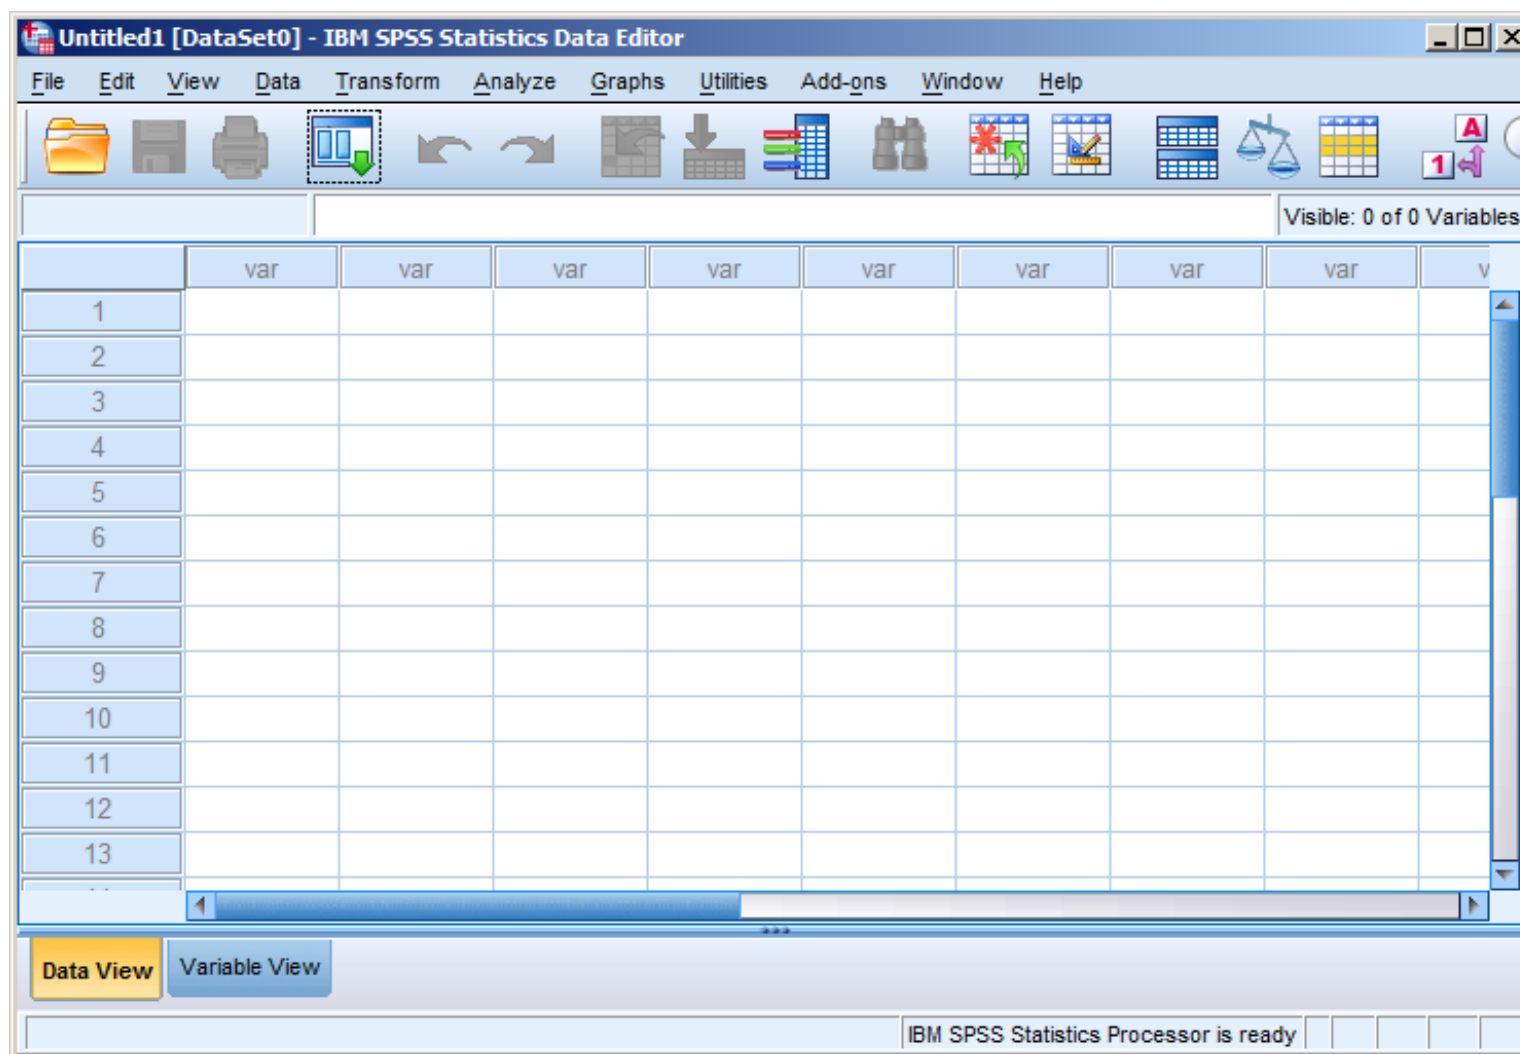 Untitled1 [DataSet0] - IBM SPSS Statistics Data Editor
File Edit View Data Transform Analyze Graphs Utilities Add-ons Window Help
A
1
Visible: 0 of 0 Variables
var var var var var var var var v
1
2
3
4
5
6
7
8
9
10
11
12
13
Data View Variable View
IBM SPSS Statistics Processor is ready